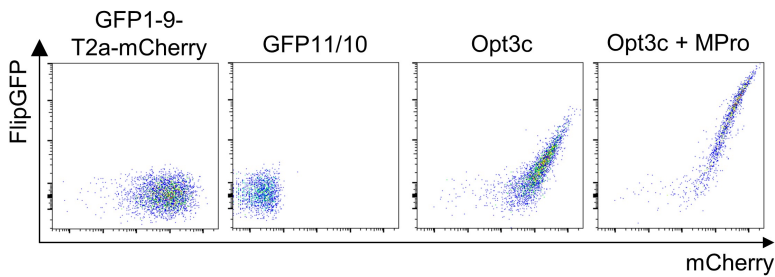 GFP1-9-
T2a-mCherry
GFP11/10
Opt3c
Opt3c + MPro
FlipGFP
mCherry